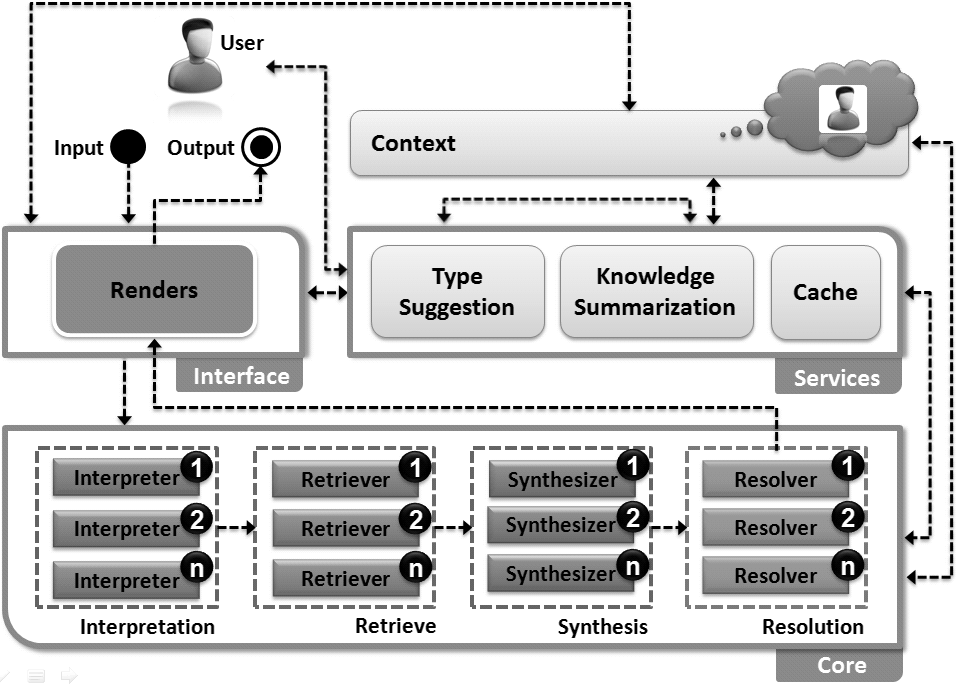 User
Input
Output
Context
Renders
Type
Suggestion
Knowledge
Summarization
Cache
Interface
Services
Interpreter 1
Interpreter 2
Interpreter n
Interpretation
Retriever 1
Retriever 2
Retriever n
Retrieve
Synthesizer 1
Synthesizer 2
Synthesizer n
Synthesis
Resolver 1
Resolver 2
Resolver n
Resolution
Core